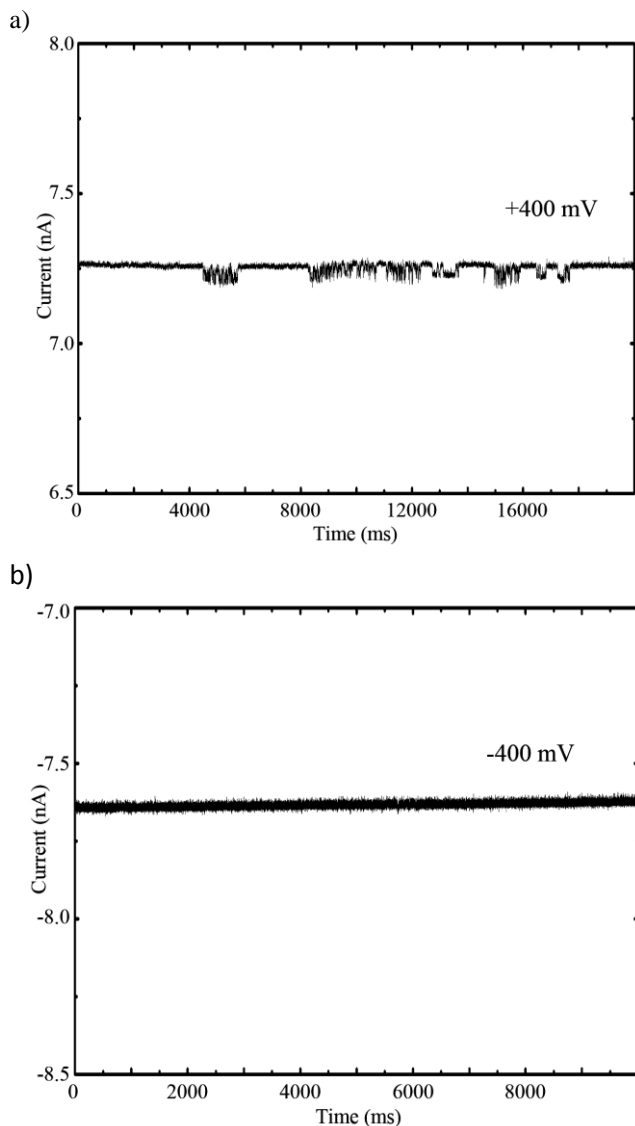 a)
8.0
7.5
+400 mV
Current (nA)
7.0
6.5
0 4000 8000 12000 16000
Time (ms)
b)
-7.0
-7.5
-400 mV
Current (nA)
-8.0
-8.5
0 2000 4000 6000 8000
Time (ms)